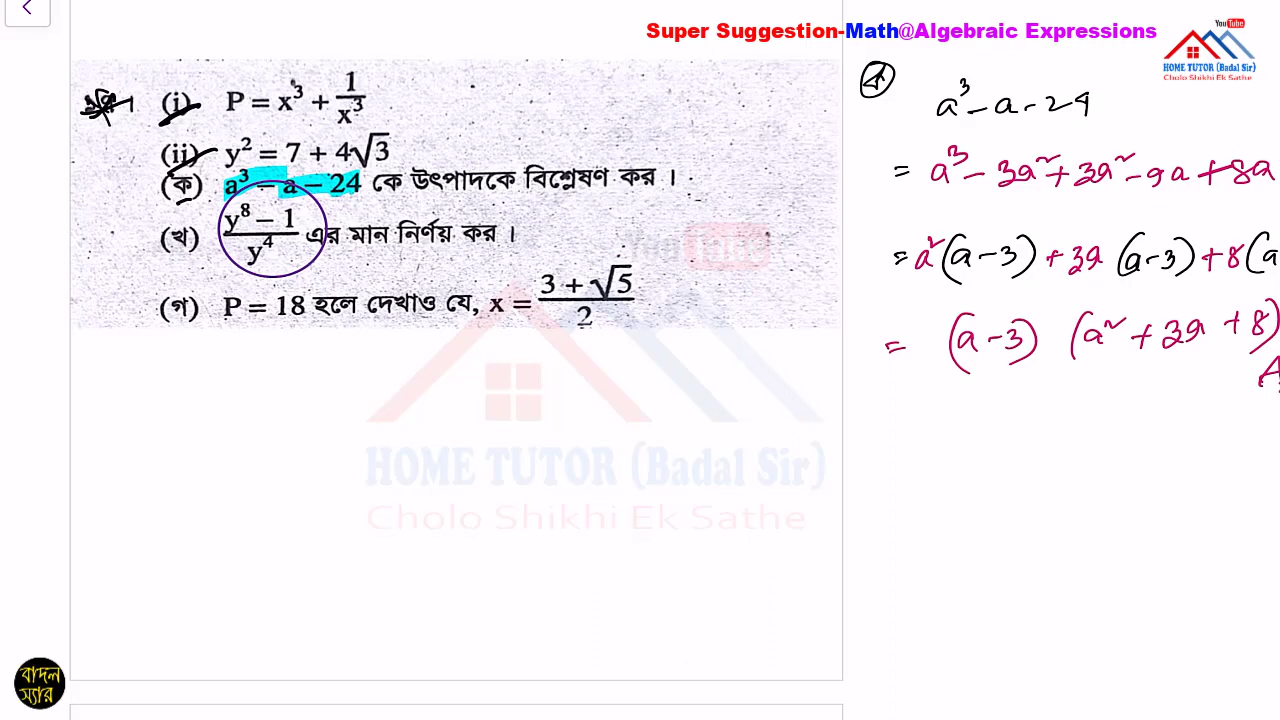 Super Suggestion-Math@Algebraic Expressions
YouTube
HOME TUTOR (Badal Sir)
Cholo Shikhi Ek Sathe
(i) P = x³ + 1/x³
(ii) y² = 7 + 4√3
(ক) a³ – a – 24 কে উৎপাদকে বিশ্লেষণ কর ।
(খ) (y⁸ – 1)/y⁴ এর মান নির্ণয় কর ।
(গ) P = 18 হলে দেখাও যে, x = (3 + √5)/2
ক
a³ - a - 24
= a³ - 3a² + 3a² - 9a + 8a
= a²(a-3) + 3a(a-3) + 8(a
= (a-3) (a² + 3a + 8)
YouTube
HOME TUTOR (Badal Sir)
Cholo Shikhi Ek Sathe
বাদল
স্যার